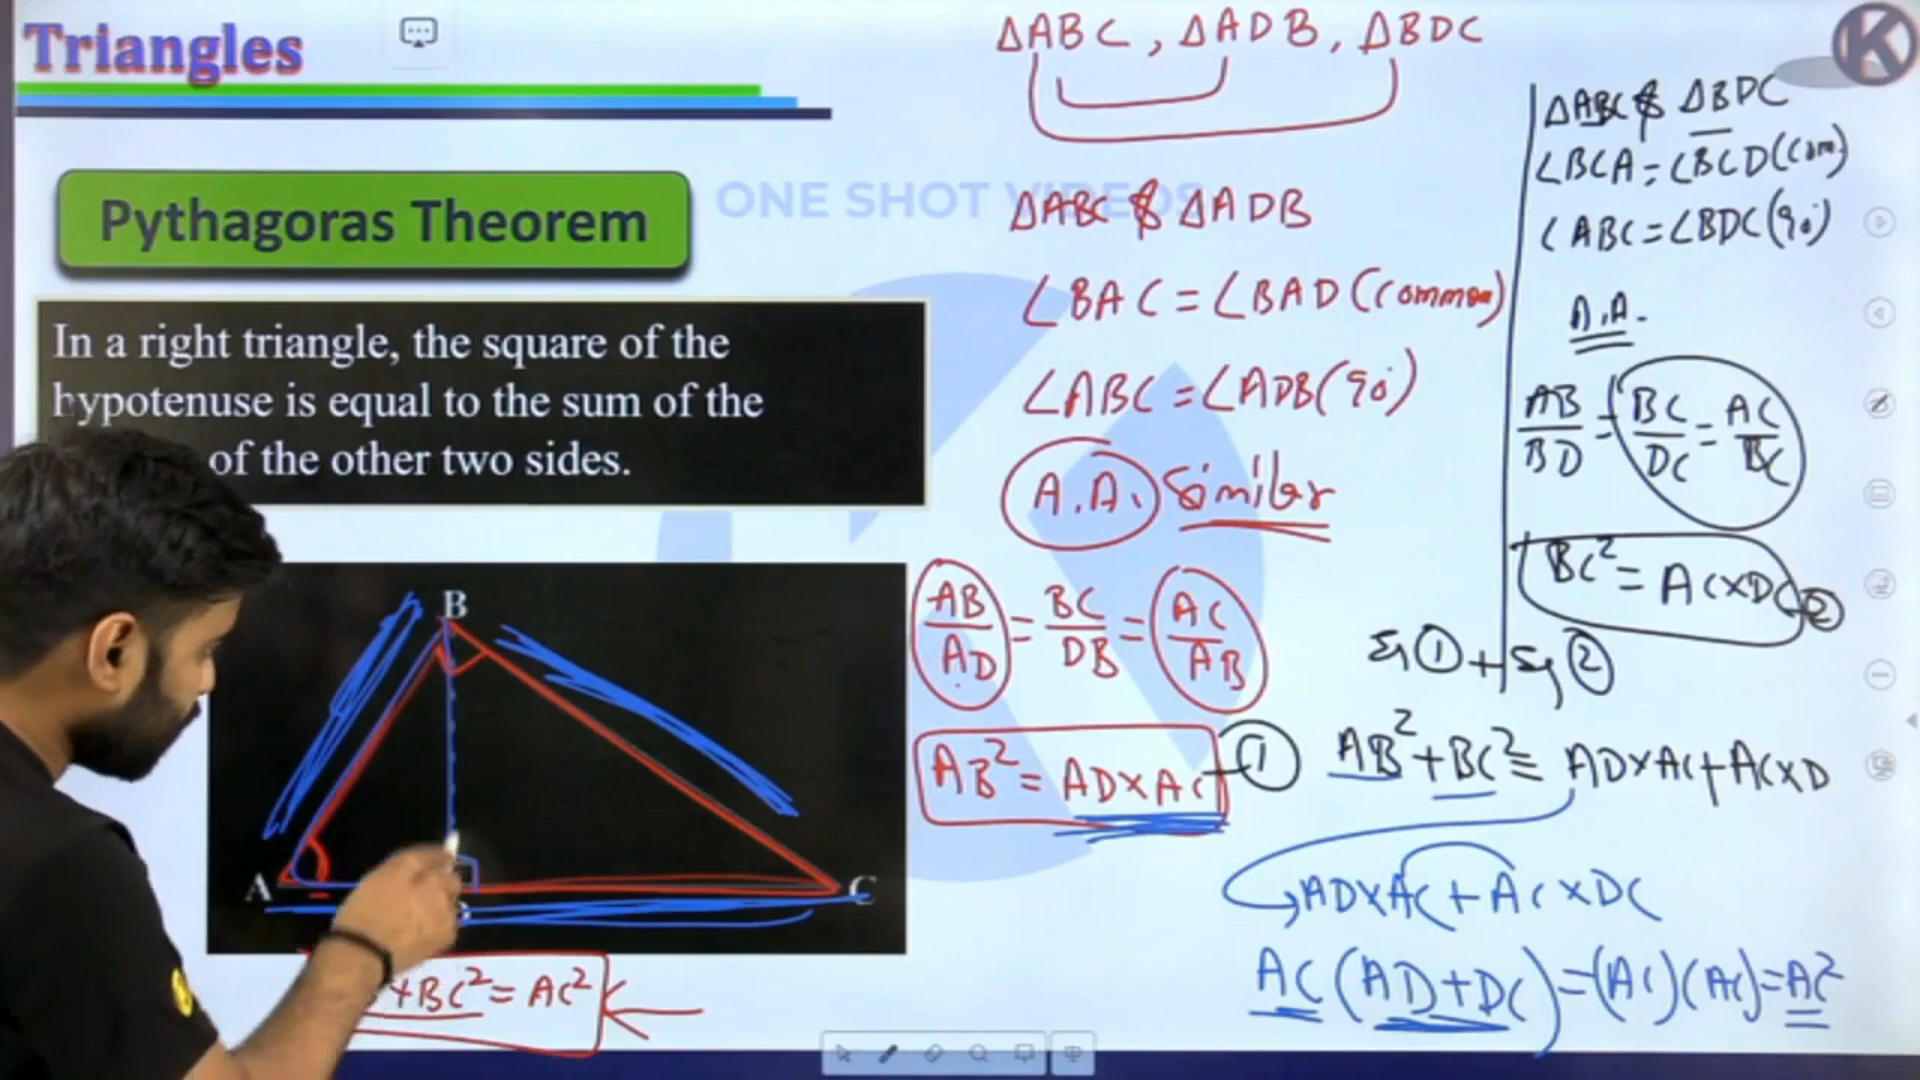 Triangles
Pythagoras Theorem
ONE SHOT VIDEOS
In a right triangle, the square of the
hypotenuse is equal to the sum of the
of the other two sides.
B
A
C
+BC² = AC²
ΔABC, ΔADB, ΔBDC
ΔABC & ΔADB
∠BAC = ∠BAD (common)
∠ABC = ∠ADB (90°)
A.A. Similar
AB/AD = BC/DB = AC/AB
AB² = AD×AC —①
ΔABC & ΔBDC
∠BCA = ∠BCD (com)
∠ABC = ∠BDC (90°)
A.A.
AB/BD = BC/DC = AC/BC
BC² = AC×DC ②
Eq ① + Eq ②
AB² + BC² = AD×AC + AC×D
AD×AC + AC×DC
AC (AD+DC) = (AC)(AC) = AC²
K